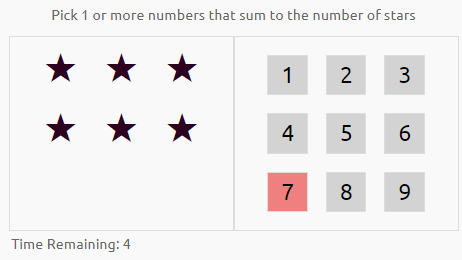 Pick 1 or more numbers that sum to the number of stars
1 2 3
4 5 6
7 8 9
Time Remaining: 4